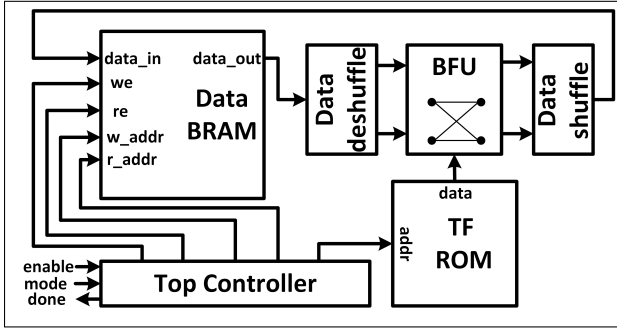 data_in
data_out
we
re
w_addr
r_addr
Data
BRAM
Data
deshuffle
BFU
Data
shuffle
data
addr
TF
ROM
enable
mode
done
Top Controller